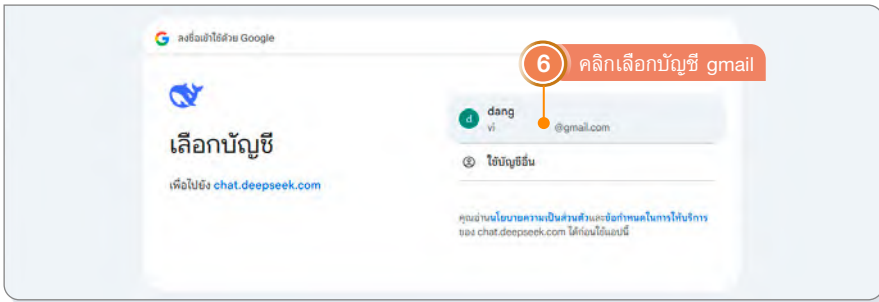 ลงชื่อเข้าใช้ด้วย Google
6 คลิกเลือกบัญชี gmail
d dang
vi @gmail.com
เลือกบัญชี
ใช้บัญชีอื่น
เพื่อไปยัง chat.deepseek.com
คุณอ่านนโยบายความเป็นส่วนตัวและข้อกำหนดในการให้บริการ
ของ chat.deepseek.com ได้ก่อนใช้แอปนี้